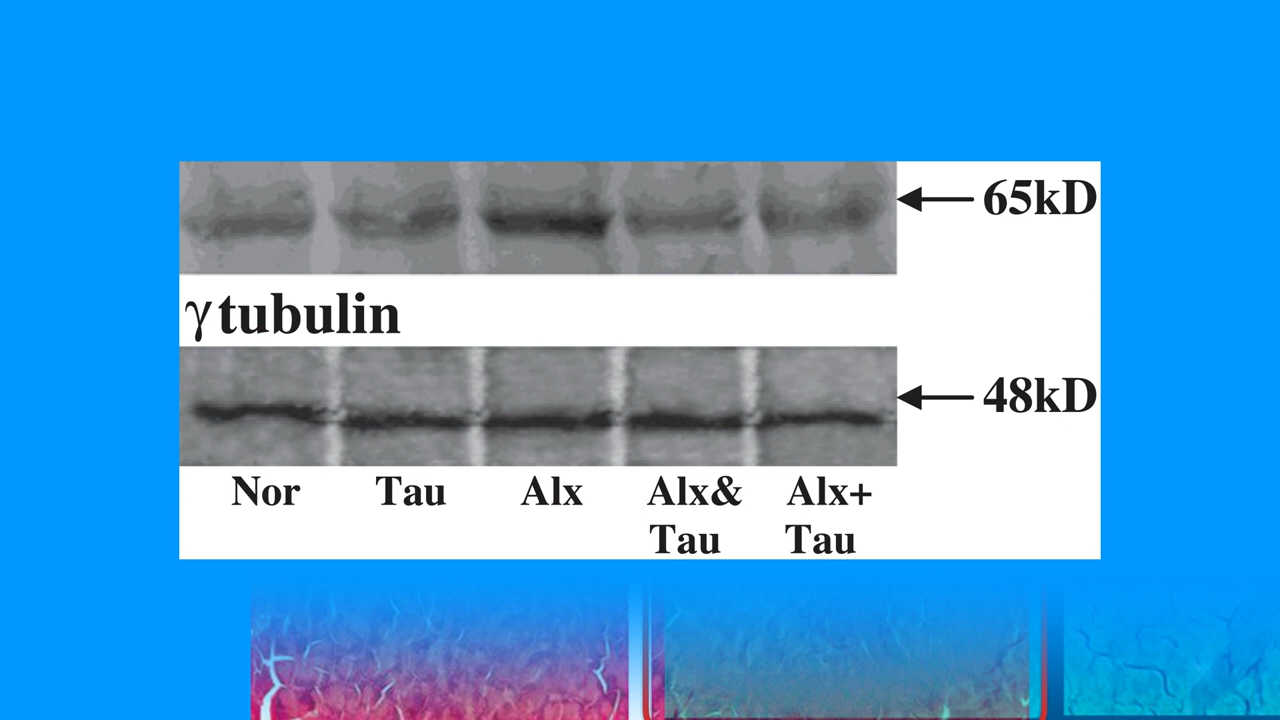 65kD
γ tubulin
48kD
Nor Tau Alx Alx& Alx+
Tau Tau